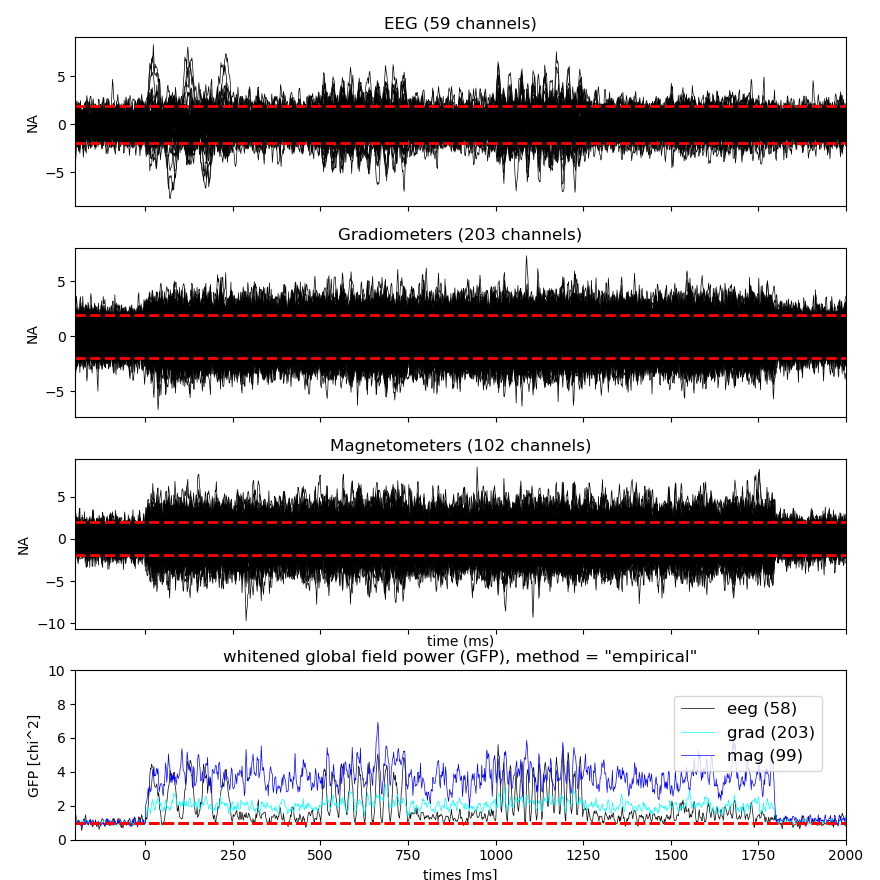 EEG (59 channels)
5
0
−5
NA
Gradiometers (203 channels)
5
0
−5
NA
Magnetometers (102 channels)
5
0
−5
−10
NA
time (ms)
whitened global field power (GFP), method = "empirical"
10
8
6
4
2
0
GFP [chi^2]
eeg (58)
grad (203)
mag (99)
0 250 500 750 1000 1250 1500 1750 2000
times [ms]